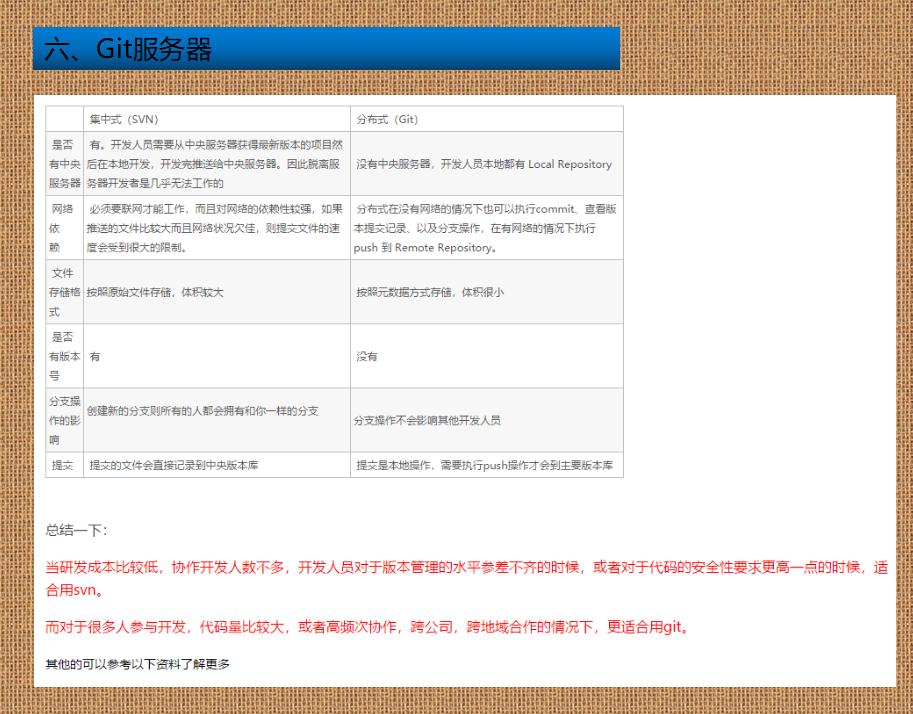 六、Git服务器
集中式（SVN）
分布式（Git）
是否
有中央
服务器
有。开发人员需要从中央服务器获得最新版本的项目然
后在本地开发，开发完推送给中央服务器。因此脱离服
务器开发者是几乎无法工作的
没有中央服务器，开发人员本地都有 Local Repository
网络
依
赖
必须要联网才能工作，而且对网络的依赖性较强，如果
推送的文件比较大而且网络状况欠佳，则提交文件的速
度会受到很大的限制。
分布式在没有网络的情况下也可以执行commit、查看版
本提交记录、以及分支操作，在有网络的情况下执行
push 到 Remote Repository。
文件
存储格
式
按照原始文件存储，体积较大
按照元数据方式存储，体积很小
是否
有版本
号
有
没有
分支操
作的影
响
创建新的分支则所有的人都会拥有和你一样的分支
分支操作不会影响其他开发人员
提交
提交的文件会直接记录到中央版本库
提交是本地操作，需要执行push操作才会到主要版本库
总结一下：
当研发成本比较低，协作开发人数不多，开发人员对于版本管理的水平参差不齐的时候，或者对于代码的安全性要求更高一点的时候，适
合用svn。
而对于很多人参与开发，代码量比较大，或者高频次协作，跨公司，跨地域合作的情况下，更适合用git。
其他的可以参考以下资料了解更多